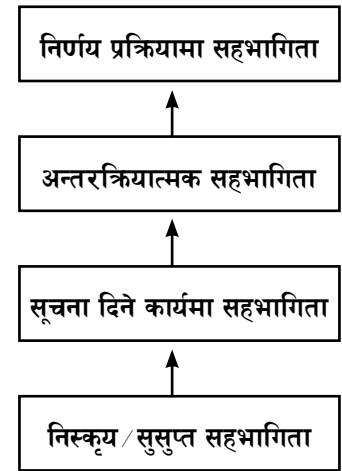 निर्णय प्रक्रियामा सहभागिता
अन्तरक्रियात्मक सहभागिता
सूचना दिने कार्यमा सहभागिता
निस्कृय/सुसुप्त सहभागिता